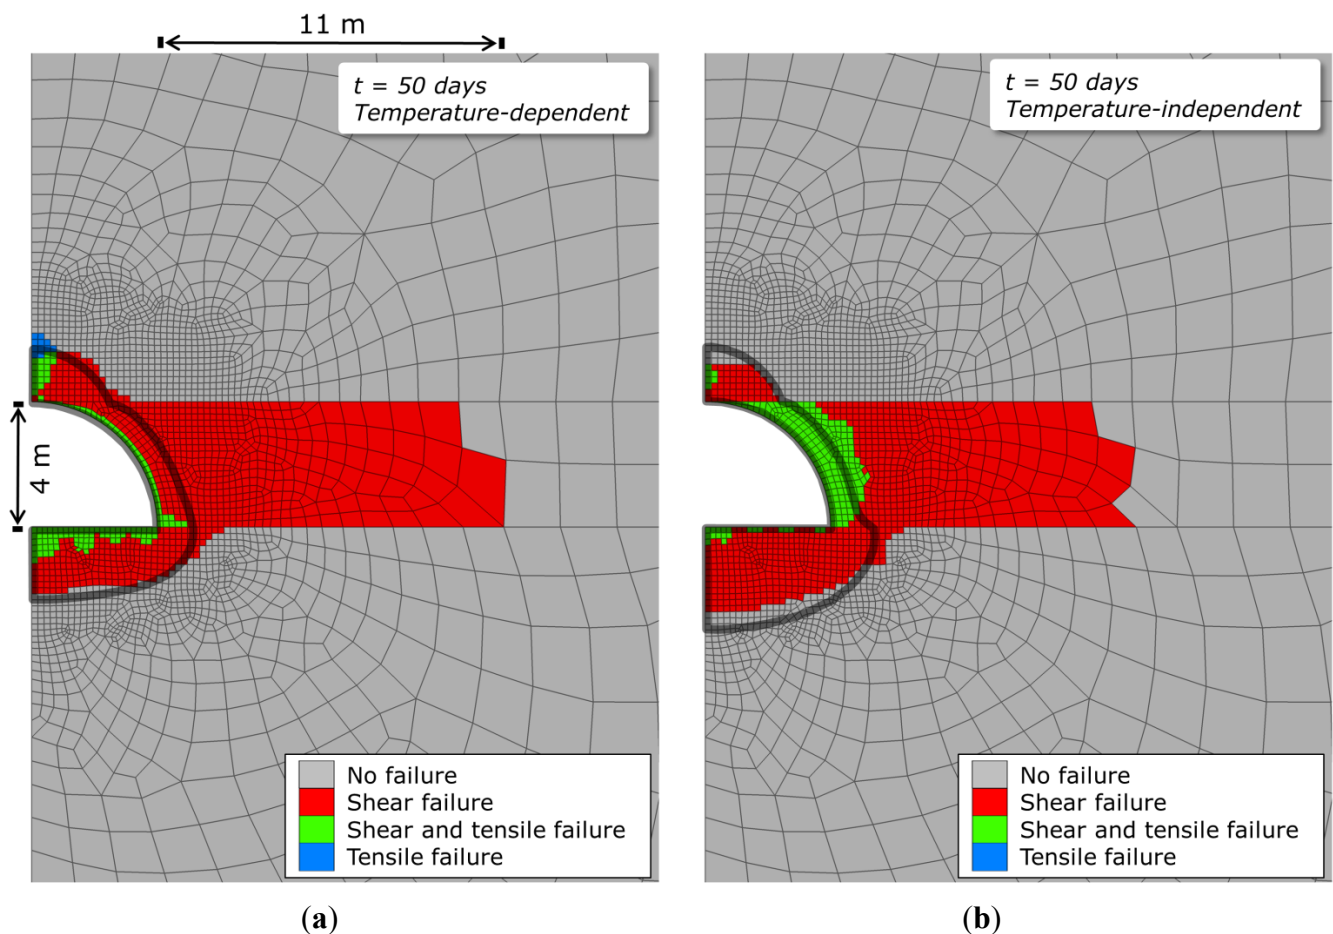 11 m
t = 50 days
Temperature-dependent
t = 50 days
Temperature-independent
4 m
No failure
Shear failure
Shear and tensile failure
Tensile failure
No failure
Shear failure
Shear and tensile failure
Tensile failure
(a)
(b)